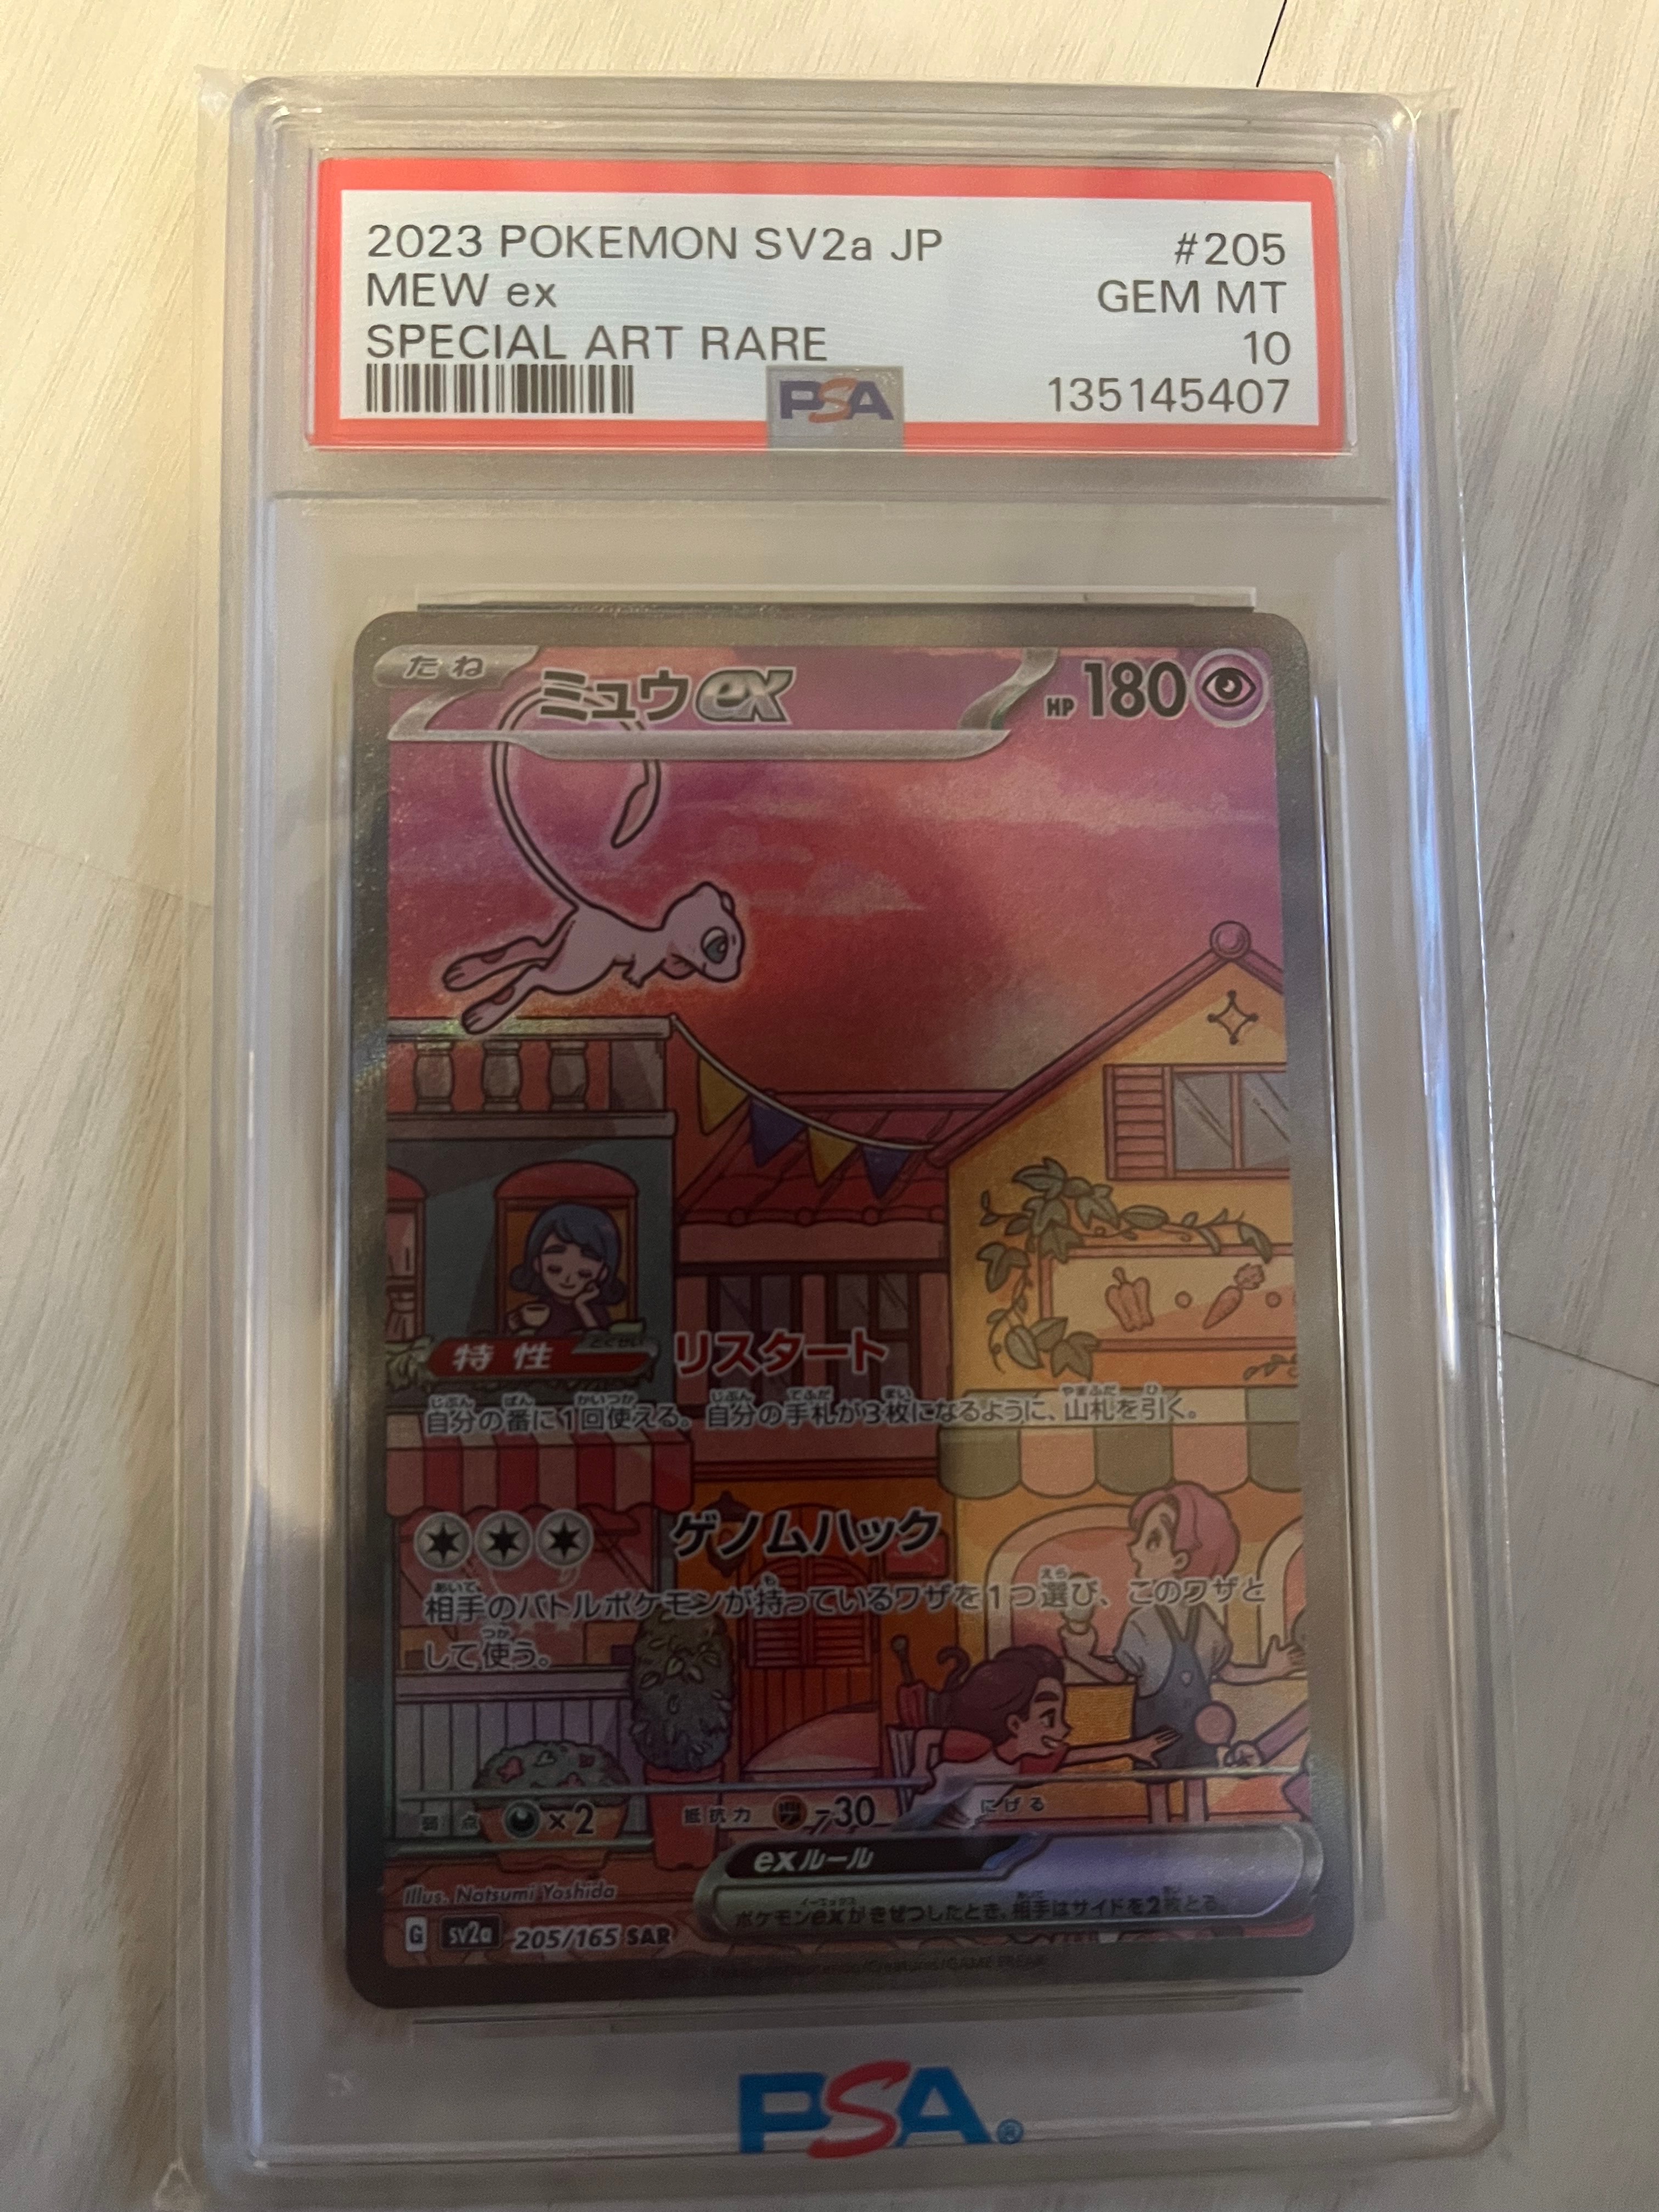 2023 POKEMON SV2a JP #205
MEW ex GEM MT
SPECIAL ART RARE 10
PSA 135145407
たね ミュウex HP 180
特性 リスタート
自分の番に1回使える。自分の手札が3枚になるように、山札を引く。
ゲノムハック
相手のバトルポケモンが持っているワザを1つ選び、このワザと
して使う。
弱点 ×2 抵抗力 -30 にげる
exルール
ポケモンexがきぜつしたとき、相手はサイドを2枚とる。
Illus. Natsumi Yoshida
G sv2a 205/165 SAR
PSA®